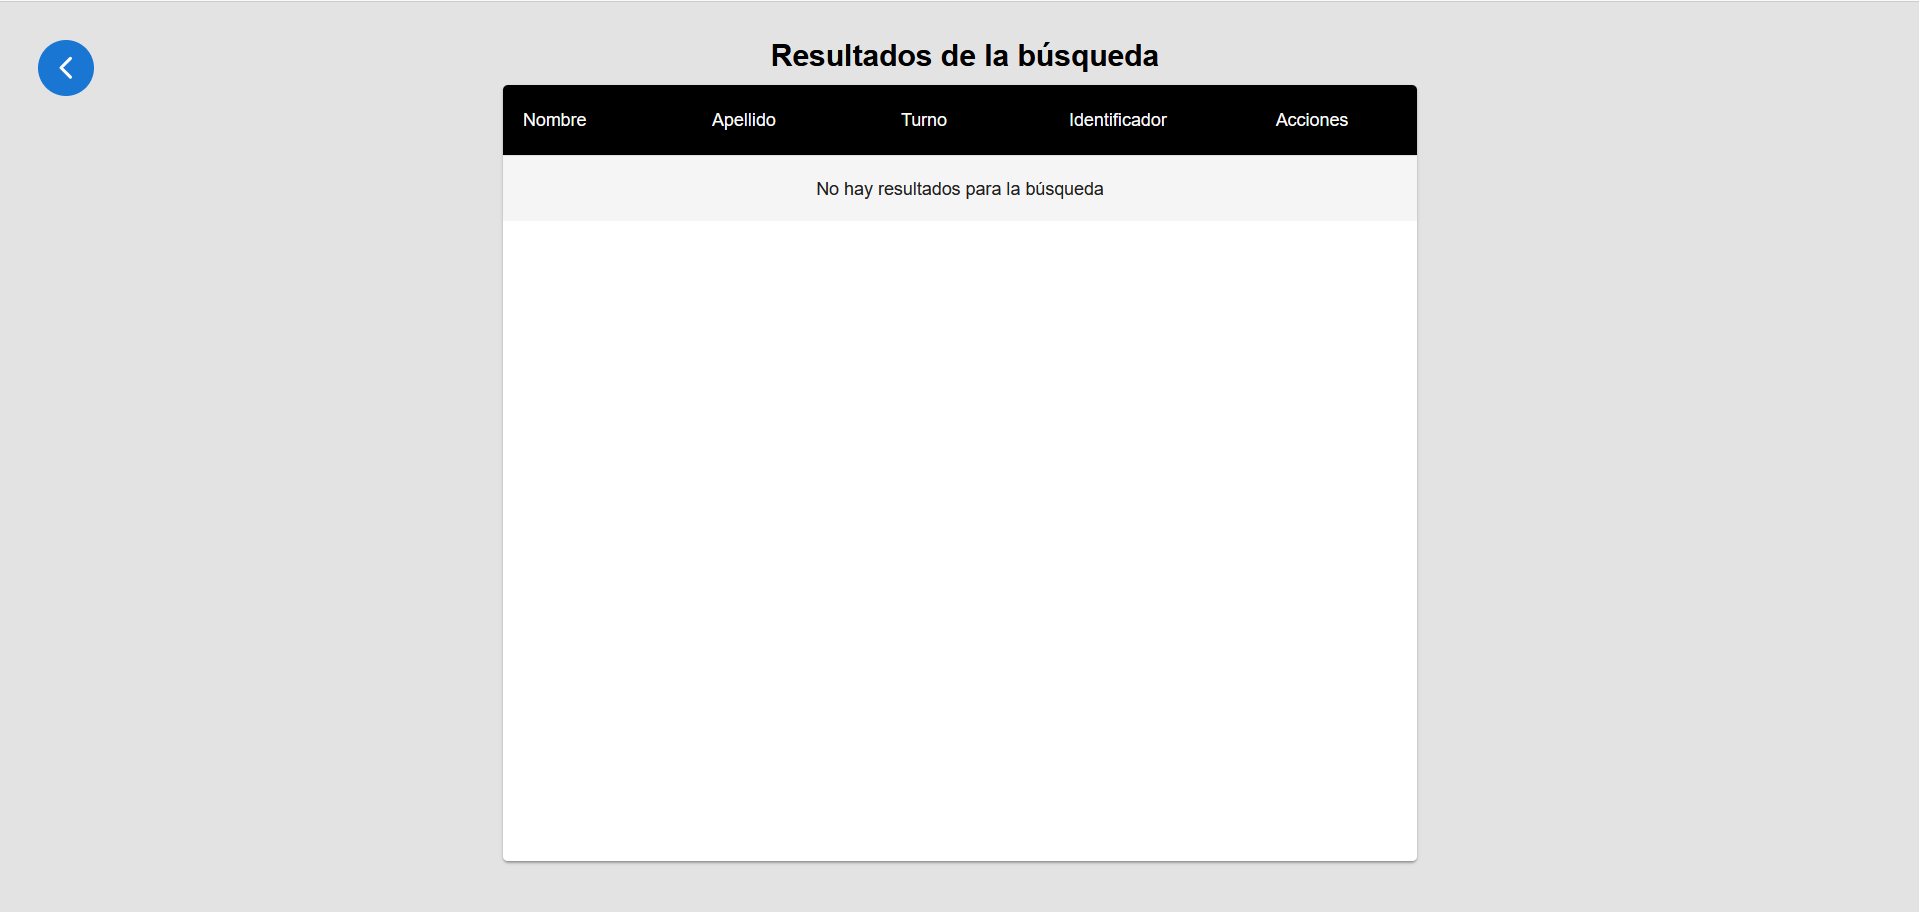 Resultados de la búsqueda
Nombre Apellido Turno Identificador Acciones
No hay resultados para la búsqueda